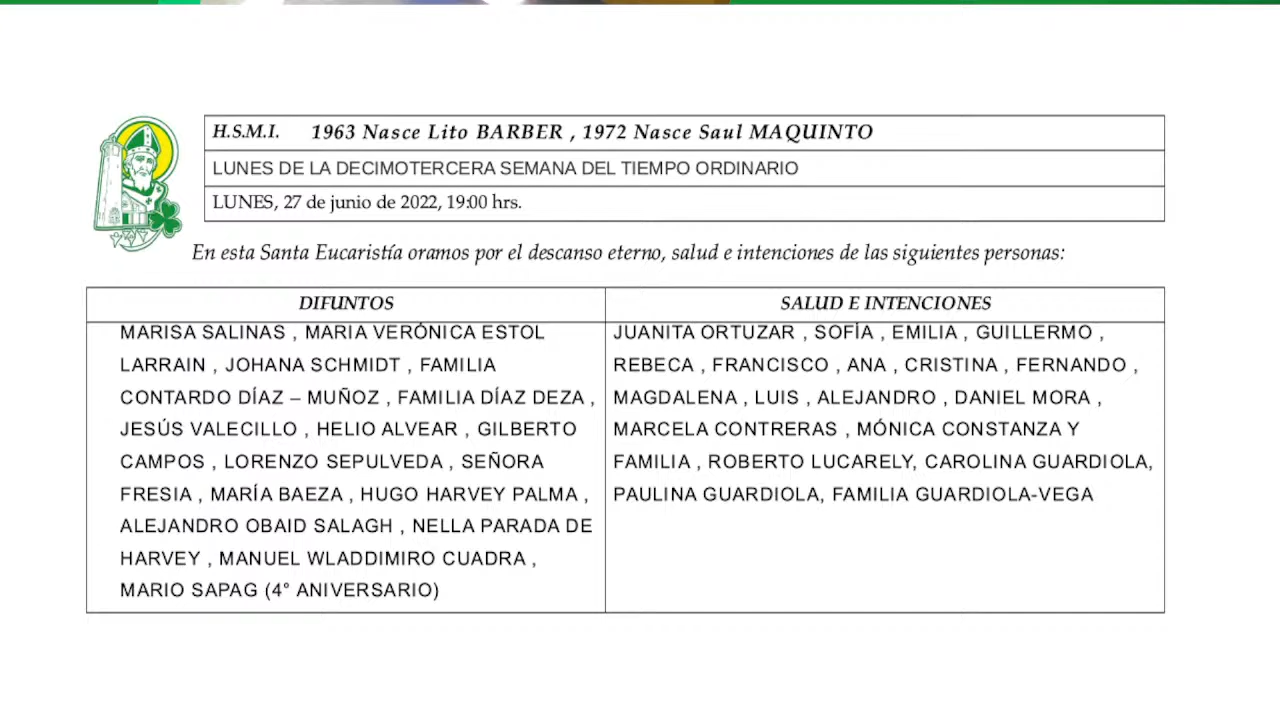 H.S.M.I. 1963 Nasce Lito BARBER , 1972 Nasce Saul MAQUINTO
LUNES DE LA DECIMOTERCERA SEMANA DEL TIEMPO ORDINARIO
LUNES, 27 de junio de 2022, 19:00 hrs.
En esta Santa Eucaristía oramos por el descanso eterno, salud e intenciones de las siguientes personas:
DIFUNTOS
MARISA SALINAS , MARIA VERÓNICA ESTOL
LARRAIN , JOHANA SCHMIDT , FAMILIA
CONTARDO DÍAZ – MUÑOZ , FAMILIA DÍAZ DEZA ,
JESÚS VALECILLO , HELIO ALVEAR , GILBERTO
CAMPOS , LORENZO SEPULVEDA , SEÑORA
FRESIA , MARÍA BAEZA , HUGO HARVEY PALMA ,
ALEJANDRO OBAID SALAGH , NELLA PARADA DE
HARVEY , MANUEL WLADDIMIRO CUADRA ,
MARIO SAPAG (4° ANIVERSARIO)
SALUD E INTENCIONES
JUANITA ORTUZAR , SOFÍA , EMILIA , GUILLERMO ,
REBECA , FRANCISCO , ANA , CRISTINA , FERNANDO ,
MAGDALENA , LUIS , ALEJANDRO , DANIEL MORA ,
MARCELA CONTRERAS , MÓNICA CONSTANZA Y
FAMILIA , ROBERTO LUCARELY, CAROLINA GUARDIOLA,
PAULINA GUARDIOLA, FAMILIA GUARDIOLA-VEGA